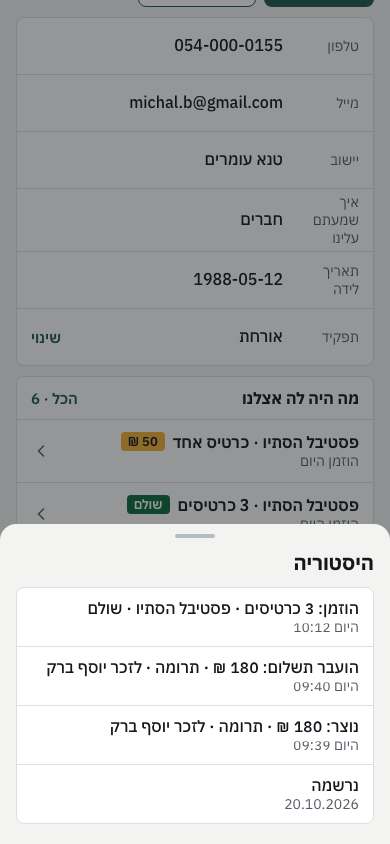 טלפון
054-000-0155
מייל
michal.b@gmail.com
יישוב
טנא עומרים
איך
שמעתם
עלינו
חברים
תאריך
לידה
1988-05-12
תפקיד
אורחת
שינוי
מה היה לה אצלנו
הכל · 6
פסטיבל הסתיו · כרטיס אחד
50 ₪
הוזמן היום
פסטיבל הסתיו · 3 כרטיסים
שולם
הוזמן היום
היסטוריה
הוזמן: 3 כרטיסים · פסטיבל הסתיו · שולם
היום 10:12
הועבר תשלום: 180 ₪ · תרומה · לזכר יוסף ברק
היום 09:40
נוצר: 180 ₪ · תרומה · לזכר יוסף ברק
היום 09:39
נרשמה
20.10.2026